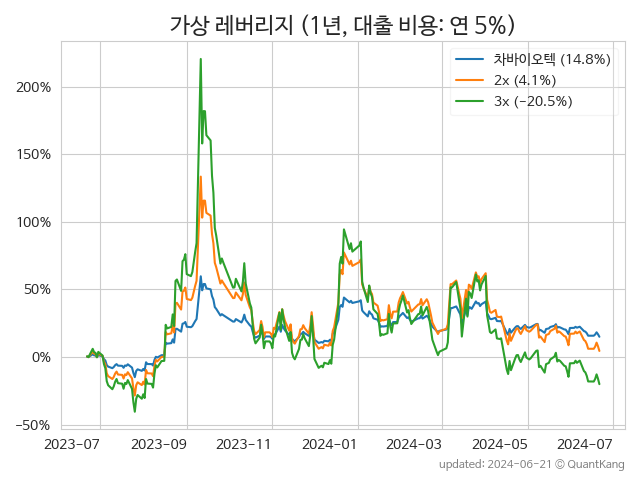 가상 레버리지 (1년, 대출 비용: 연 5%)
차바이오텍 (14.8%)
2x (4.1%)
3x (−20.5%)
200%
150%
100%
50%
0%
−50%
2023-07
2023-09
2023-11
2024-01
2024-03
2024-05
2024-07
updated: 2024-06-21 © QuantKang